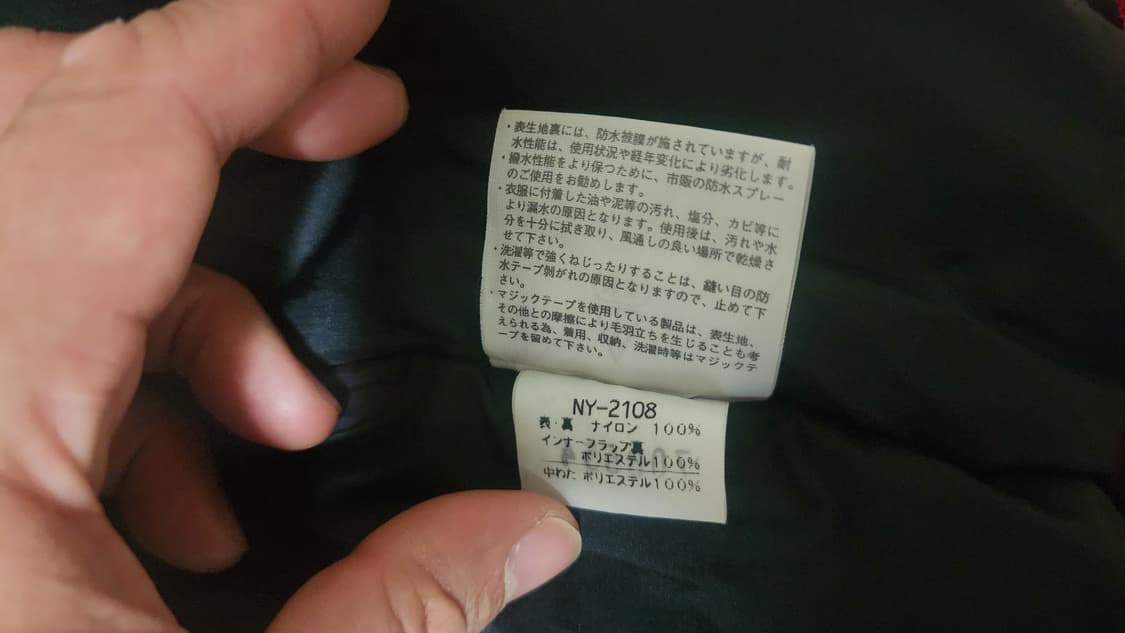 ・表生地裏には、防水被膜が施されていますが、耐
水性能は、使用状況や経年変化により劣化します。
・撥水性能をより保つために、市販の防水スプレー
のご使用をお勧めします。
・衣服に付着した油や泥等の汚れ、塩分、カビ等に
より漏水の原因となります。使用後は、汚れや水
分を十分に拭き取り、風通しの良い場所で乾燥さ
せて下さい。
・洗濯等で強くねじったりすることは、縫い目の防
水テープ剥がれの原因となりますので、止めて下
さい。
・マジックテープを使用している製品は、表生地、
その他との摩擦により毛羽立ちを生じることも考
えられる為、着用、収納、洗濯時等はマジックテ
ープを留めて下さい。
NY-2108
表・裏 ナイロン 100%
インナーフラップ裏
ポリエステル100%
中わた ポリエステル100%